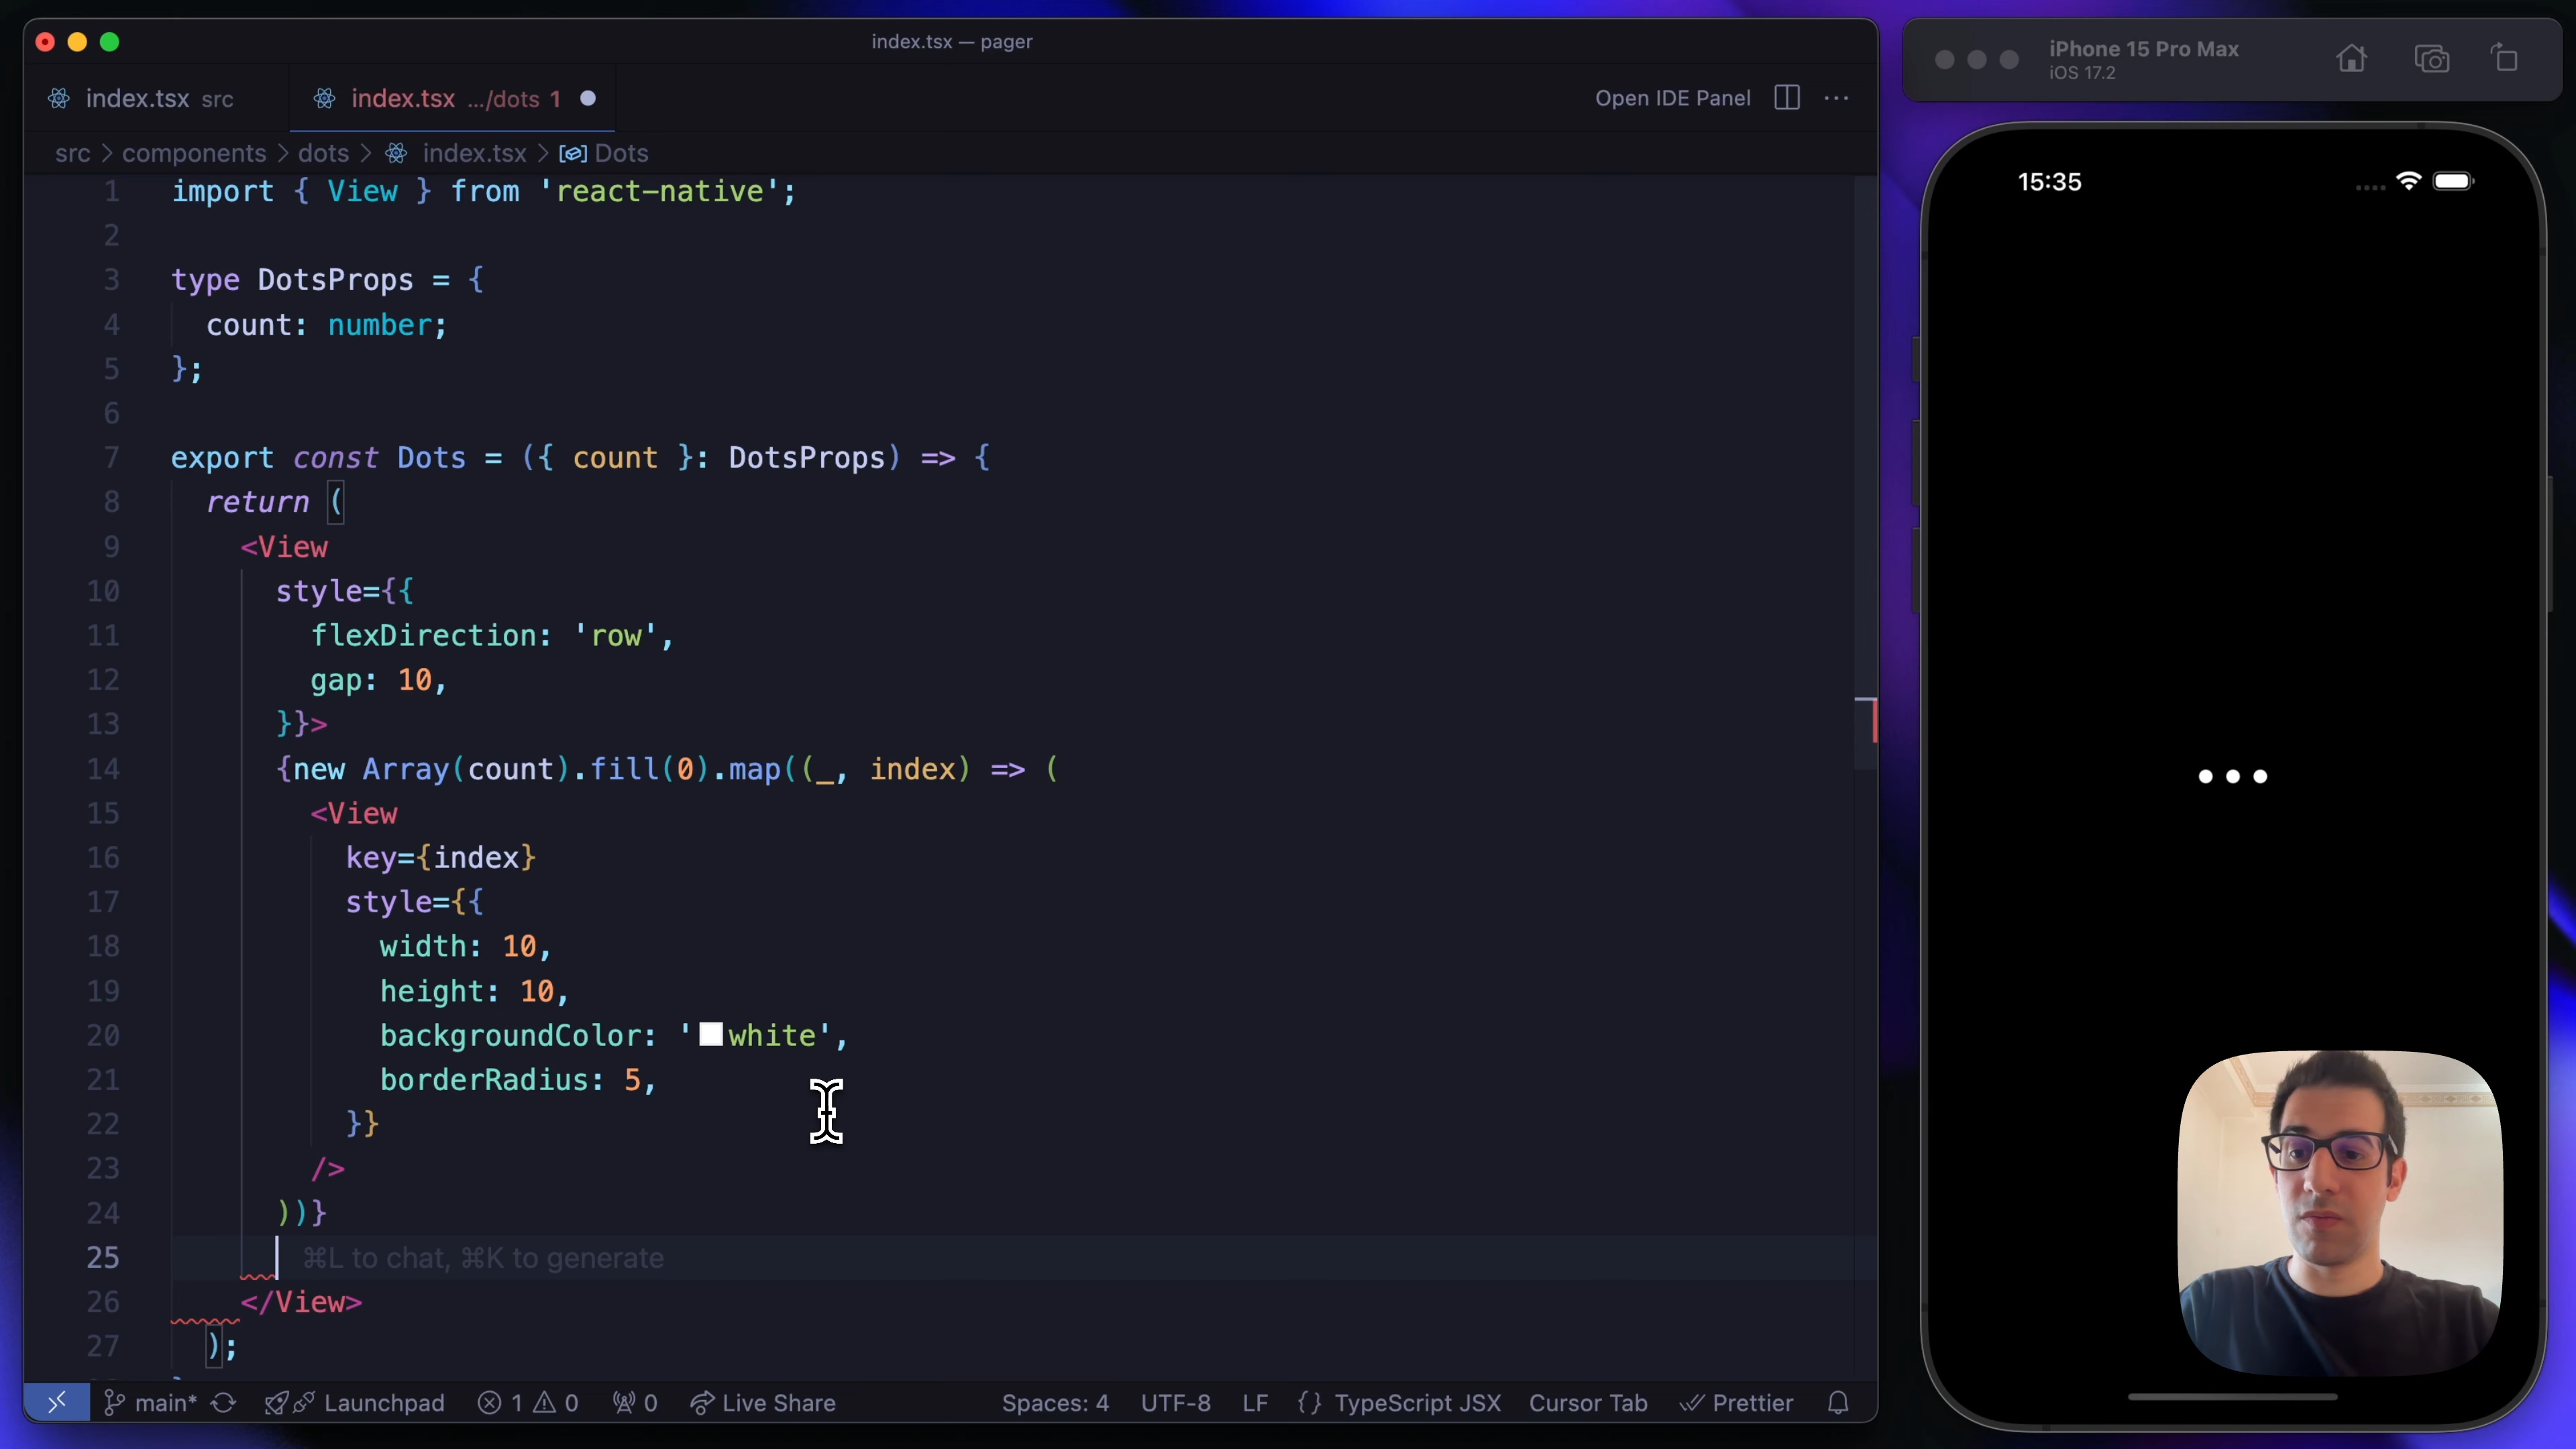 index.tsx — pager
index.tsx src
index.tsx .../dots 1
Open IDE Panel
src > components > dots > index.tsx > Dots
1 import { View } from 'react-native';
2
3 type DotsProps = {
4 count: number;
5 };
6
7 export const Dots = ({ count }: DotsProps) => {
8 return (
9 <View
10 style={{
11 flexDirection: 'row',
12 gap: 10,
13 }}>
14 {new Array(count).fill(0).map((_, index) => (
15 <View
16 key={index}
17 style={{
18 width: 10,
19 height: 10,
20 backgroundColor: 'white',
21 borderRadius: 5,
22 }}
23 />
24 ))}
25 ⌘L to chat, ⌘K to generate
26 </View>
27 );
main* Launchpad 1 0 0 Live Share Spaces: 4 UTF-8 LF {} TypeScript JSX Cursor Tab Prettier
iPhone 15 Pro Max
iOS 17.2
15:35